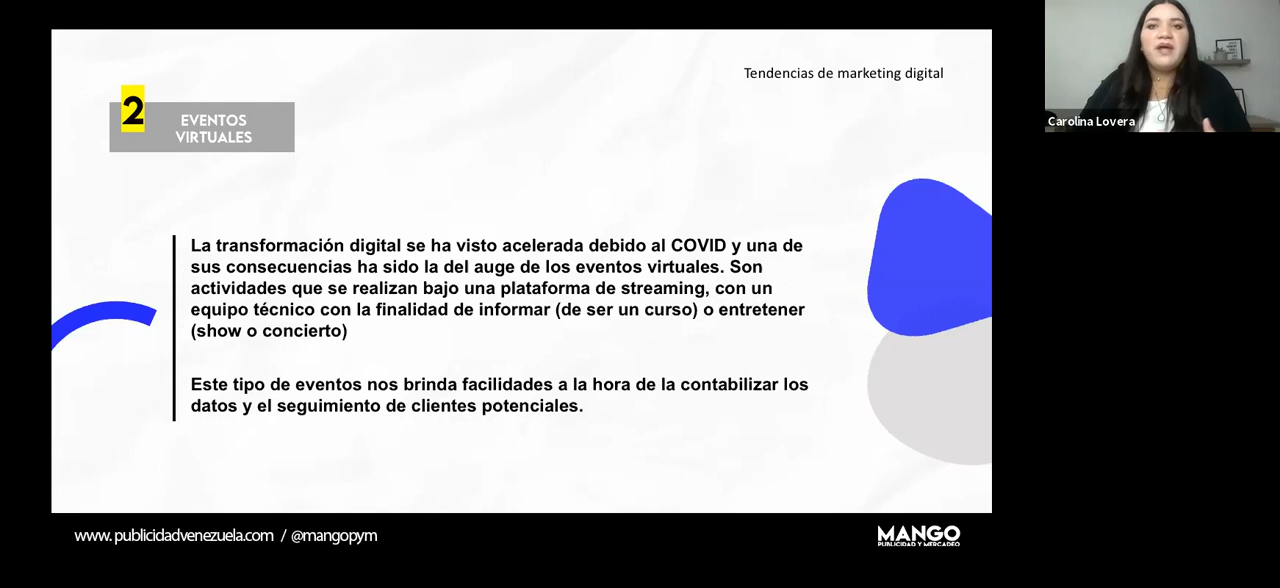 Tendencias de marketing digital
2
EVENTOS
VIRTUALES
La transformación digital se ha visto acelerada debido al COVID y una de
sus consecuencias ha sido la del auge de los eventos virtuales. Son
actividades que se realizan bajo una plataforma de streaming, con un
equipo técnico con la finalidad de informar (de ser un curso) o entretener
(show o concierto)
Este tipo de eventos nos brinda facilidades a la hora de la contabilizar los
datos y el seguimiento de clientes potenciales.
www.publicidadvenezuela.com / @mangopym
MANGO
PUBLICIDAD Y MERCADEO
Carolina Lovera